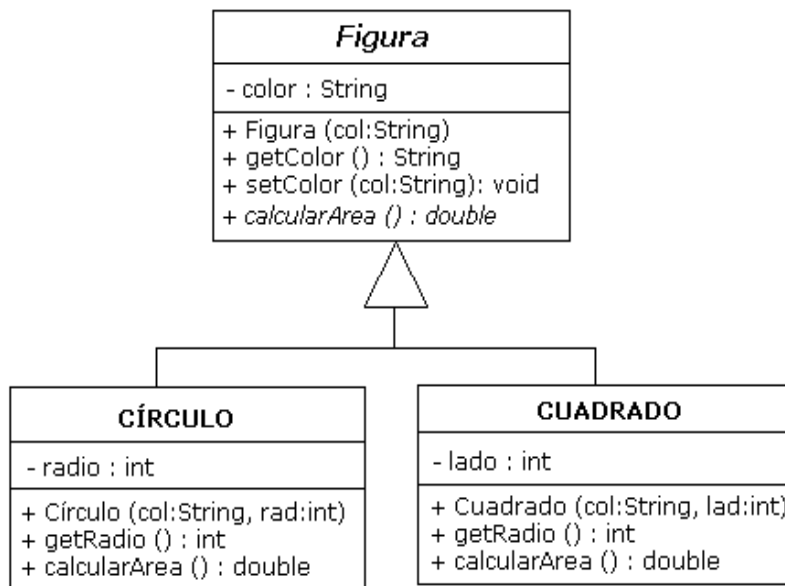 Figura
- color : String
+ Figura (col:String)
+ getColor () : String
+ setColor (col:String): void
+ calcularArea () : double
CÍRCULO
- radio : int
+ Círculo (col:String, rad:int)
+ getRadio () : int
+ calcularArea () : double
CUADRADO
- lado : int
+ Cuadrado (col:String, lad:int)
+ getRadio () : int
+ calcularArea () : double